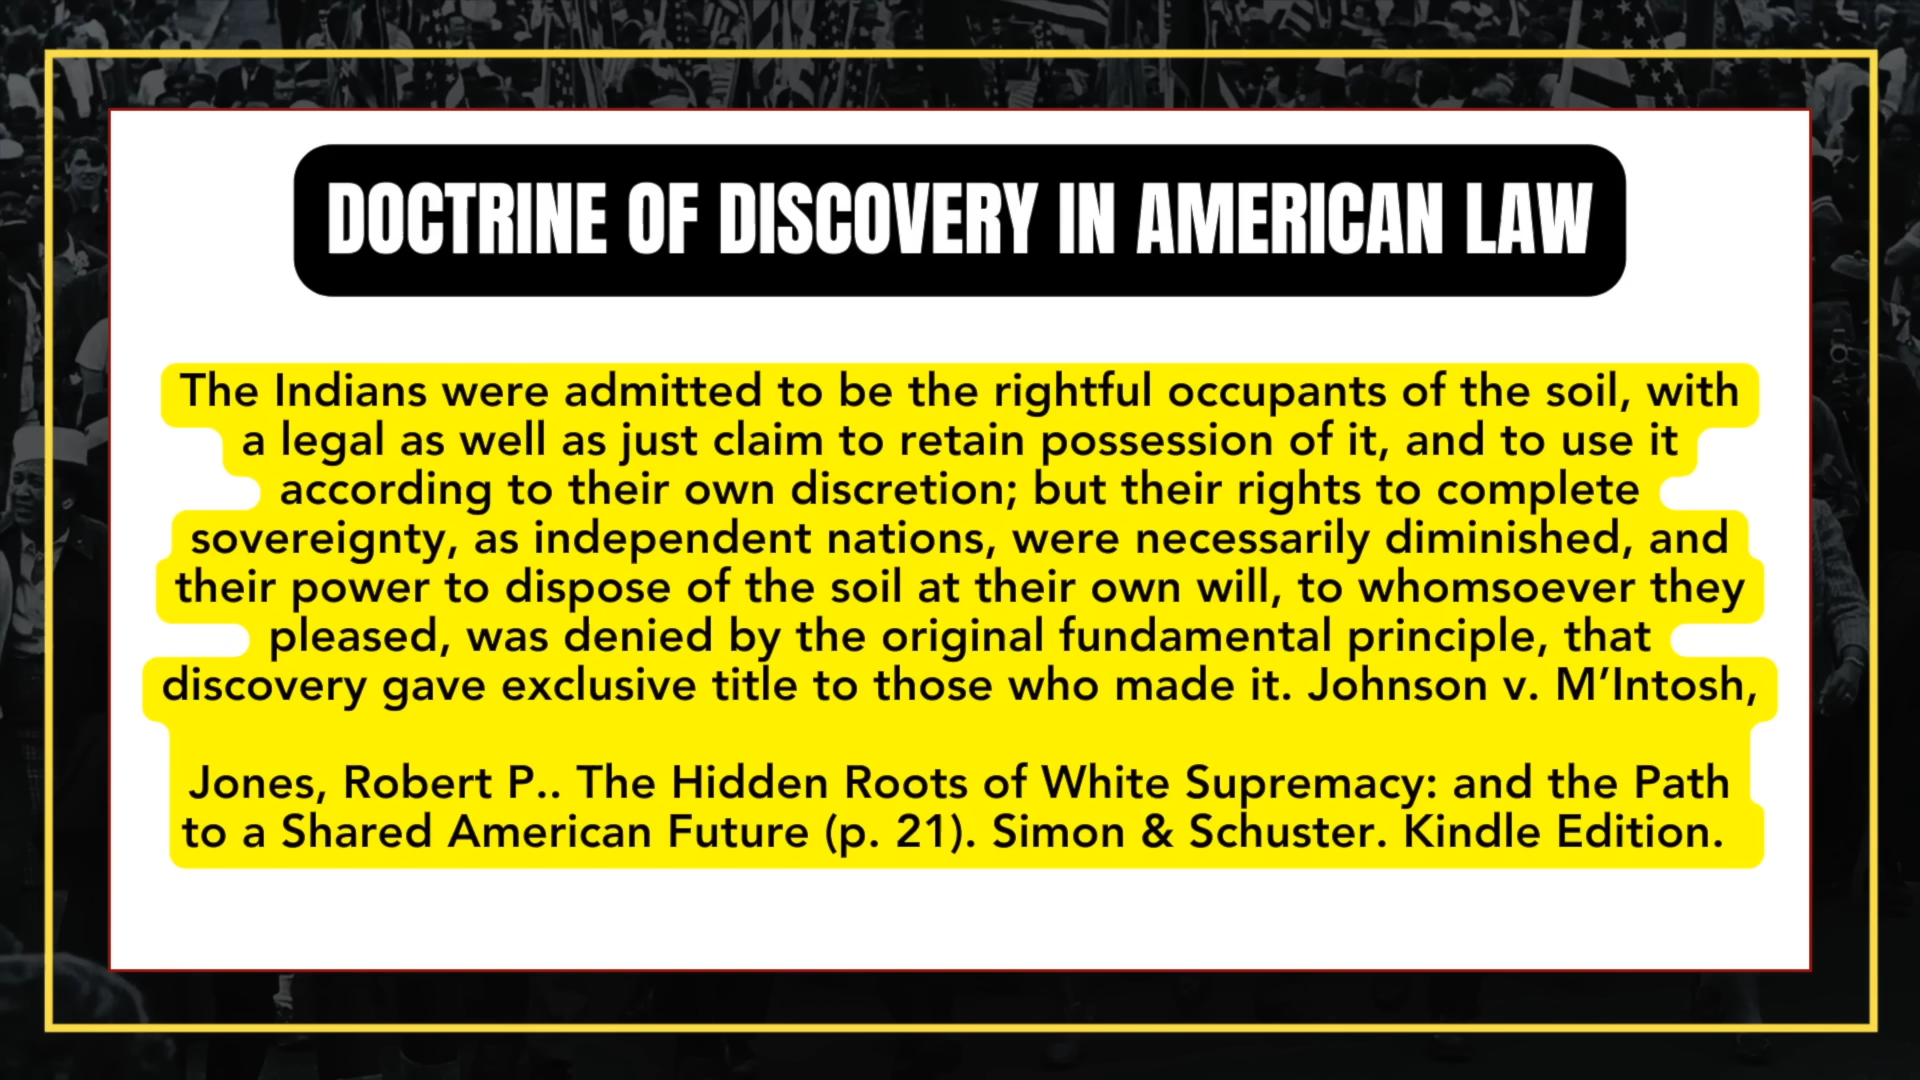 DOCTRINE OF DISCOVERY IN AMERICAN LAW
The Indians were admitted to be the rightful occupants of the soil, with
a legal as well as just claim to retain possession of it, and to use it
according to their own discretion; but their rights to complete
sovereignty, as independent nations, were necessarily diminished, and
their power to dispose of the soil at their own will, to whomsoever they
pleased, was denied by the original fundamental principle, that
discovery gave exclusive title to those who made it. Johnson v. M’Intosh,
Jones, Robert P.. The Hidden Roots of White Supremacy: and the Path
to a Shared American Future (p. 21). Simon & Schuster. Kindle Edition.